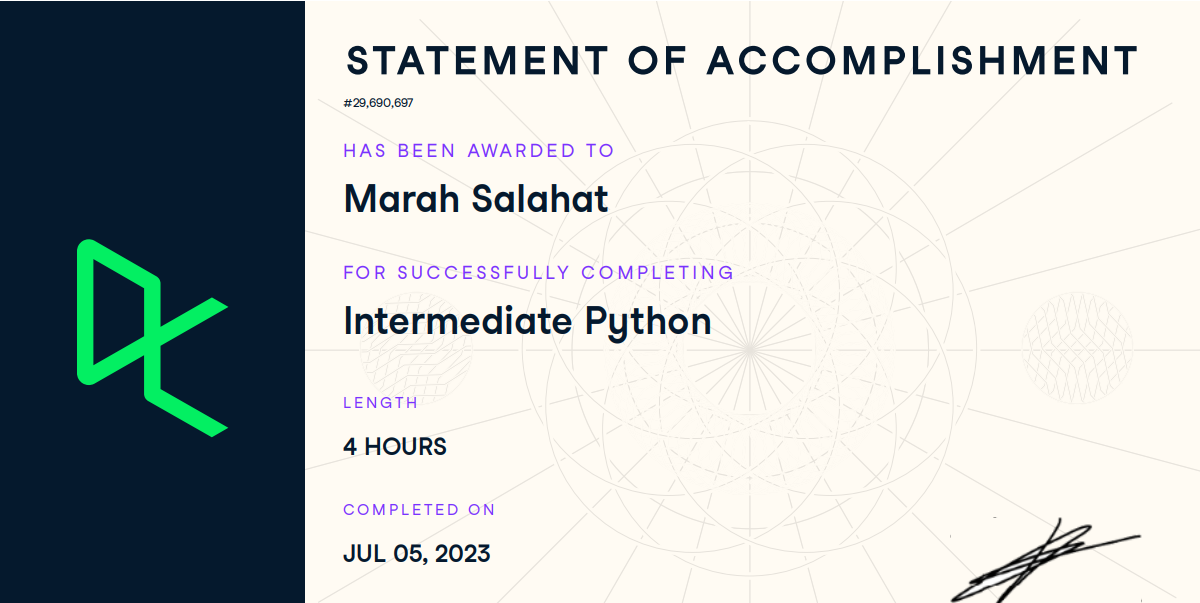 STATEMENT OF ACCOMPLISHMENT
#29,690,697
HAS BEEN AWARDED TO
Marah Salahat
FOR SUCCESSFULLY COMPLETING
Intermediate Python
LENGTH
4 HOURS
COMPLETED ON
JUL 05, 2023